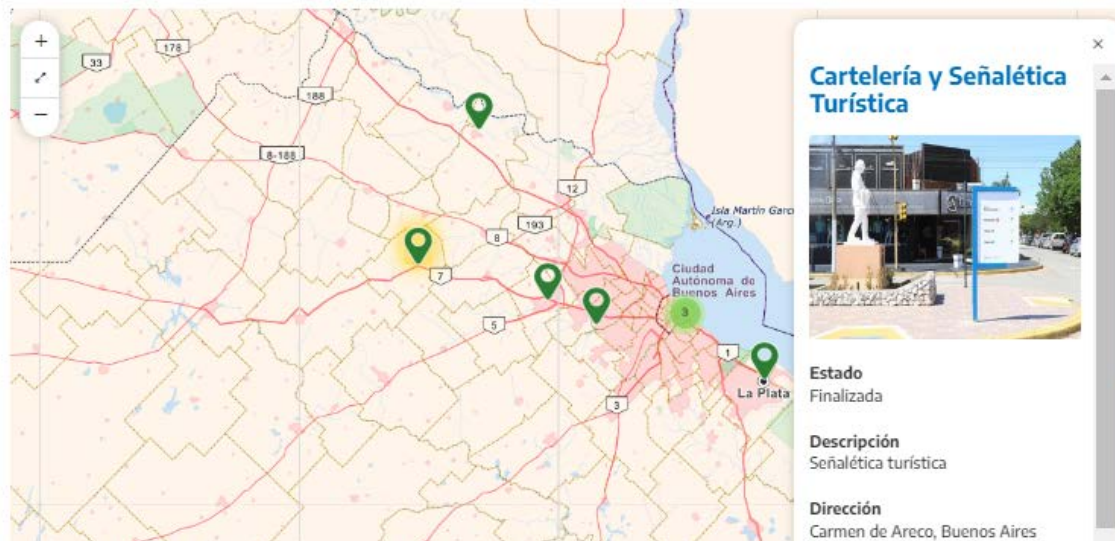 +
−
33
178
188
8-188
12
193
8
7
5
3
1
3
Isla Martín Garc
(Arg.)
Ciudad
Autónoma de
Buenos Aires
La Plata
×
Cartelería y Señalética
Turística
Estado
Finalizada
Descripción
Señalética turística
Dirección
Carmen de Areco, Buenos Aires